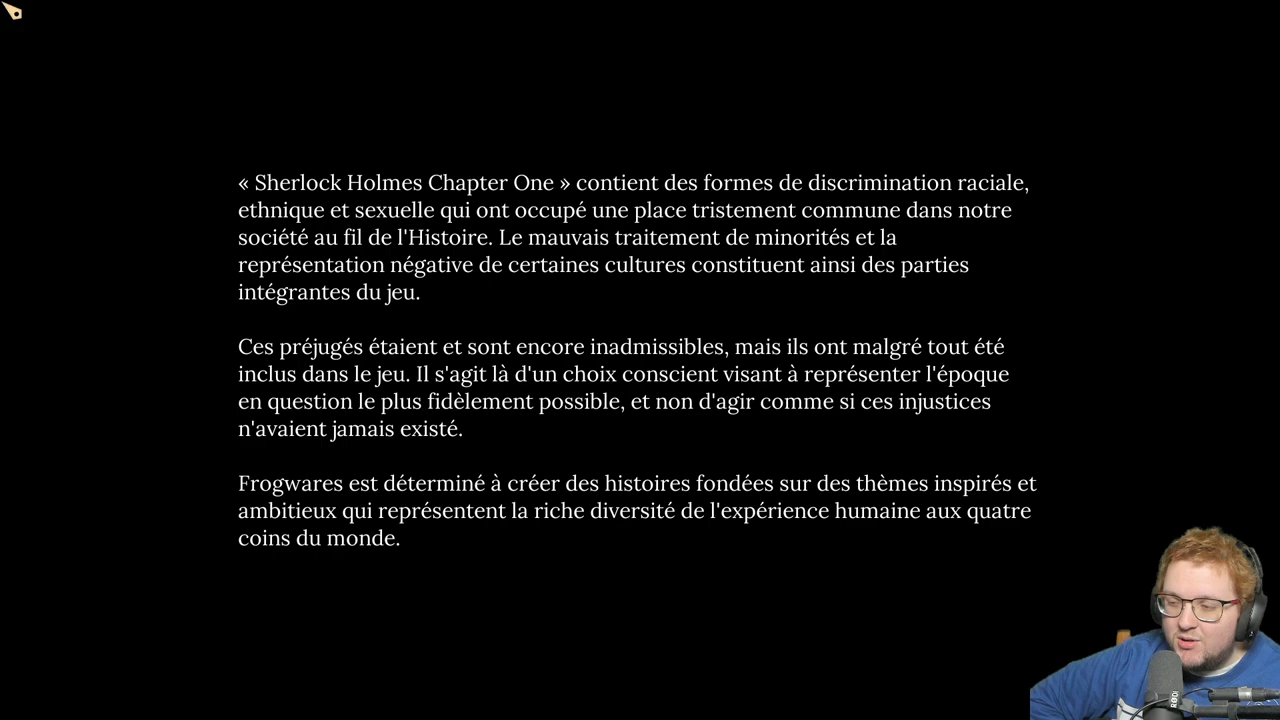 « Sherlock Holmes Chapter One » contient des formes de discrimination raciale,
ethnique et sexuelle qui ont occupé une place tristement commune dans notre
société au fil de l'Histoire. Le mauvais traitement de minorités et la
représentation négative de certaines cultures constituent ainsi des parties
intégrantes du jeu.
Ces préjugés étaient et sont encore inadmissibles, mais ils ont malgré tout été
inclus dans le jeu. Il s'agit là d'un choix conscient visant à représenter l'époque
en question le plus fidèlement possible, et non d'agir comme si ces injustices
n'avaient jamais existé.
Frogwares est déterminé à créer des histoires fondées sur des thèmes inspirés et
ambitieux qui représentent la riche diversité de l'expérience humaine aux quatre
coins du monde.